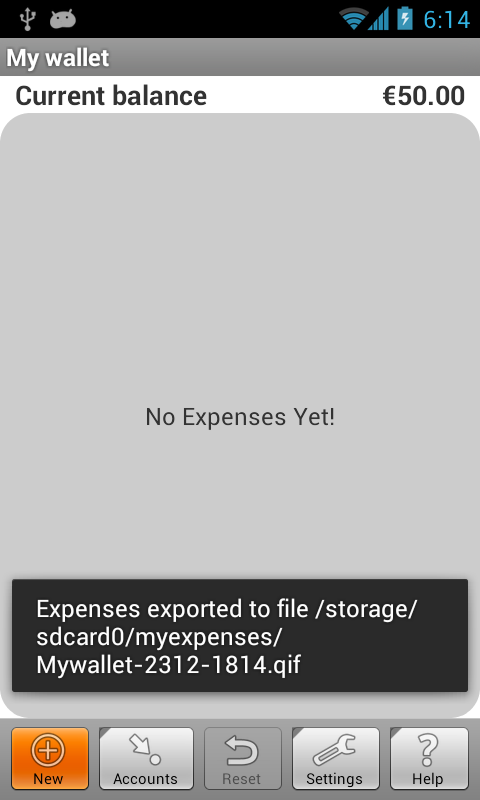 6:14
My wallet
Current balance €50.00
No Expenses Yet!
Expenses exported to file /storage/
sdcard0/myexpenses/
Mywallet-2312-1814.qif
New Accounts Reset Settings Help